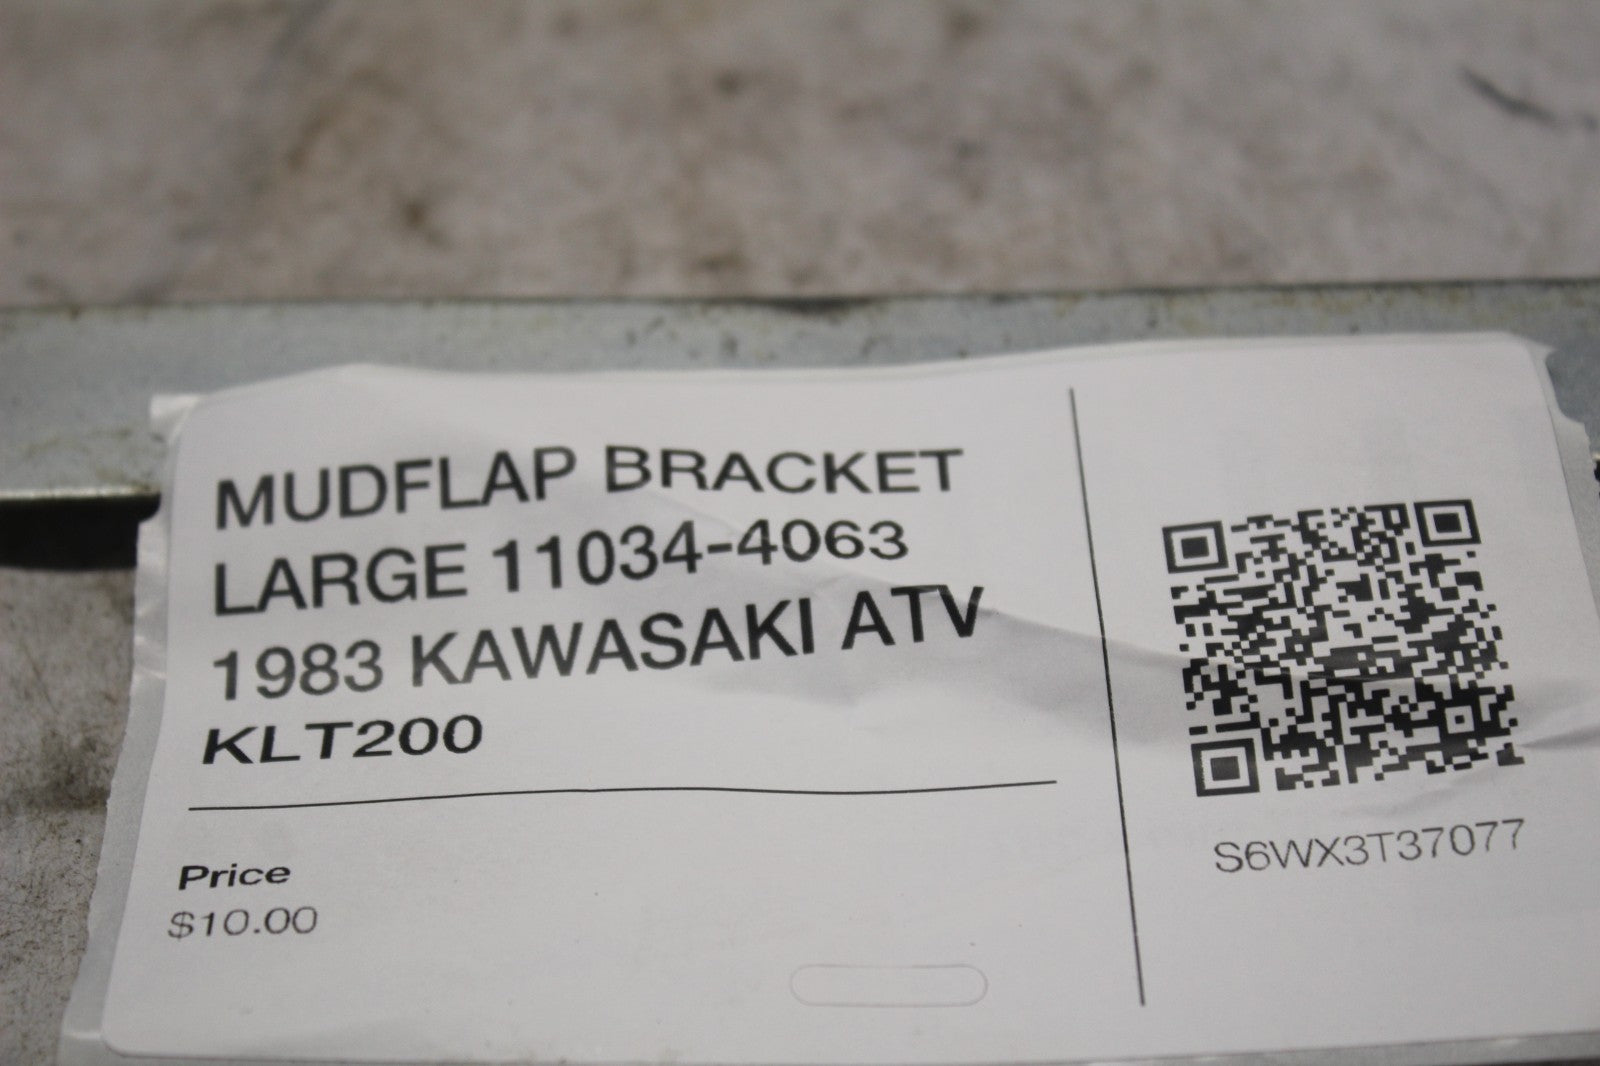 MUDFLAP BRACKET
LARGE 11034-4063
1983 KAWASAKI ATV
KLT200
Price
$10.00
S6WX3T37077